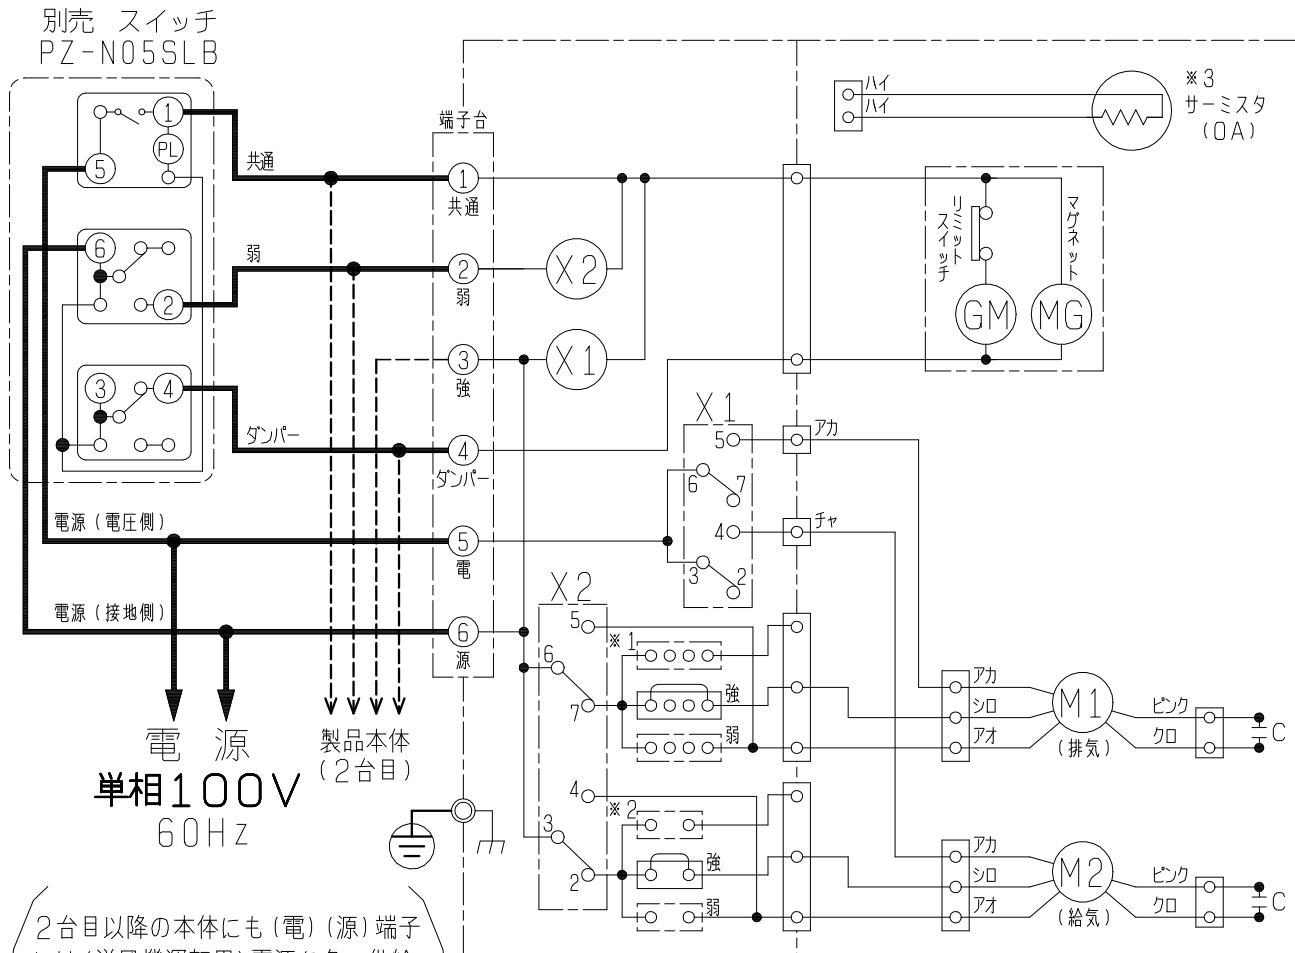 別売 スイッチ
PZ-N05SLB
1
PL
5
6
2
3
4
共通
弱
ダンパー
電源(電圧側)
電源(接地側)
電 源
単相100V
60Hz
製品本体
(2台目)
端子台
1
共通
2
弱
3
強
4
ダンパー
5
電
6
源
X2
X1
ハイ
ハイ
※3
サーミスタ
(OA)
リミット
スイッチ
マグネット
GM
MG
X1
5
6
7
4
3
2
アカ
チャ
X2
5
6
7
4
3
2
※1
強
弱
※2
強
弱
アカ
シロ
アオ
M1
(排気)
ピンク
クロ
C
アカ
シロ
アオ
M2
(給気)
ピンク
クロ
C
2台目以降の本体にも(電)(源)端子